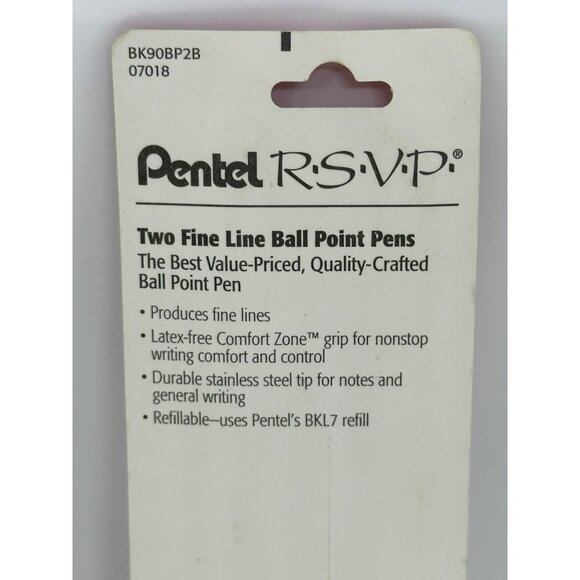 BK90BP2B
07018
Pentel R·S·V·P·®
Two Fine Line Ball Point Pens
The Best Value-Priced, Quality-Crafted
Ball Point Pen
• Produces fine lines
• Latex-free Comfort Zone™ grip for nonstop
writing comfort and control
• Durable stainless steel tip for notes and
general writing
• Refillable—uses Pentel's BKL7 refill